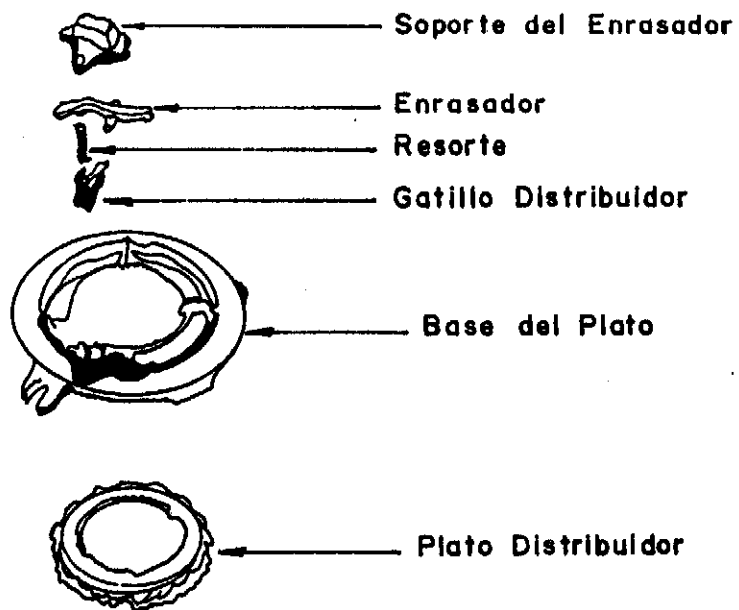 Soporte del Enrasador
Enrasador
Resorte
Gatillo Distribuidor
Base del Plato
Plato Distribuidor